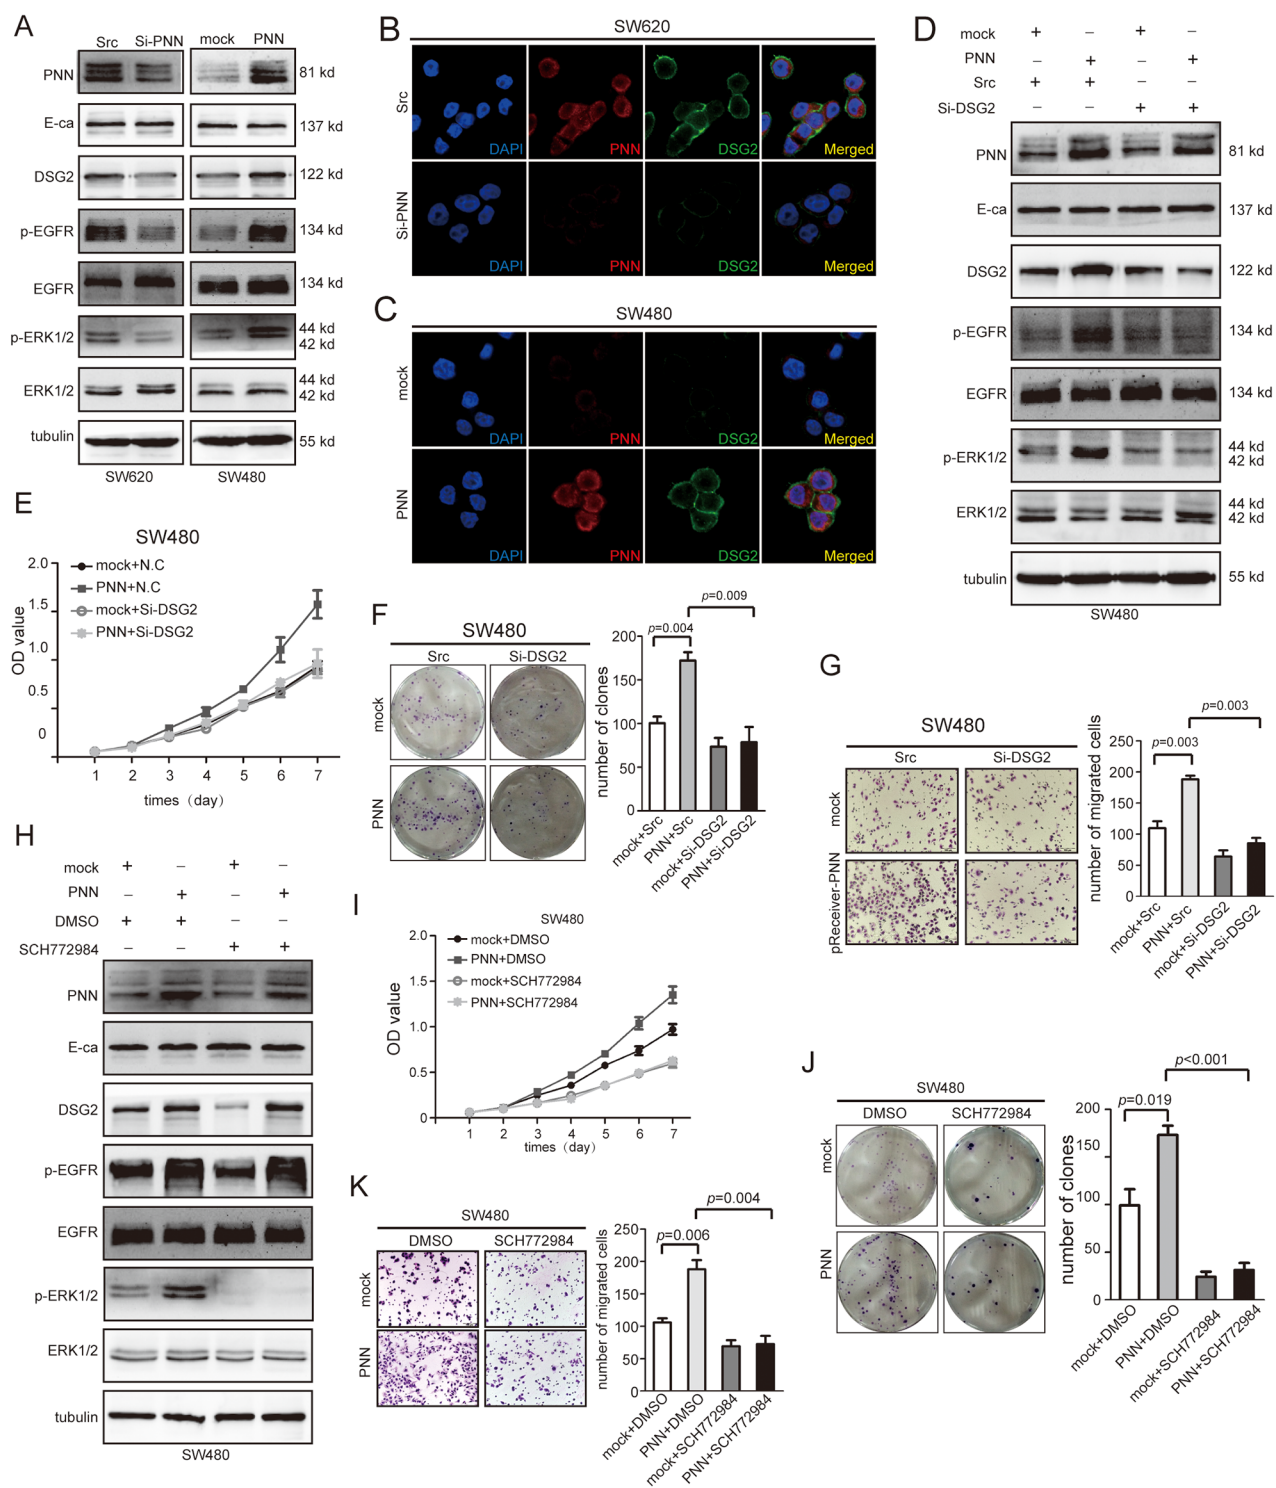 A
Src Si-PNN mock PNN
PNN 81 kd
E-ca 137 kd
DSG2 122 kd
p-EGFR 134 kd
EGFR 134 kd
p-ERK1/2 44 kd
42 kd
ERK1/2 44 kd
42 kd
tubulin 55 kd
SW620 SW480
B
SW620
Src
DAPI PNN DSG2 Merged
Si-PNN
DAPI PNN DSG2 Merged
C
SW480
mock
DAPI PNN DSG2 Merged
PNN
DAPI PNN DSG2 Merged
D
mock + − + −
PNN − + − +
Src + + − −
Si-DSG2 − − + +
PNN 81 kd
E-ca 137 kd
DSG2 122 kd
p-EGFR 134 kd
EGFR 134 kd
p-ERK1/2 44 kd
42 kd
ERK1/2 44 kd
42 kd
tubulin 55 kd
SW480
E
SW480
mock+N.C
PNN+N.C
mock+Si-DSG2
PNN+Si-DSG2
OD value
2.0
1.5
1.0
0.5
0
1 2 3 4 5 6 7
times（day）
F
SW480
Src Si-DSG2
mock
PNN
p=0.009
p=0.004
number of clones
200
150
100
50
0
mock+Src
PNN+Src
mock+Si-DSG2
PNN+Si-DSG2
G
SW480
Src Si-DSG2
mock
pReceiver-PNN
p=0.003
p=0.003
number of migrated cells
250
200
150
100
50
0
mock+Src
PNN+Src
mock+Si-DSG2
PNN+Si-DSG2
H
mock + − + −
PNN − + − +
DMSO + + − −
SCH772984 − − + +
PNN
E-ca
DSG2
p-EGFR
EGFR
p-ERK1/2
ERK1/2
tubulin
SW480
I
SW480
mock+DMSO
PNN+DMSO
mock+SCH772984
PNN+SCH772984
OD value
2.0
1.5
1.0
0.5
0
1 2 3 4 5 6 7
times（day）
J
SW480
DMSO SCH772984
mock
PNN
p<0.001
p=0.019
number of clones
200
150
100
50
0
mock+DMSO
PNN+DMSO
mock+SCH772984
PNN+SCH772984
K
SW480
DMSO SCH772984
mock
PNN
p=0.004
p=0.006
number of migrated cells
250
200
150
100
50
0
mock+DMSO
PNN+DMSO
mock+SCH772984
PNN+SCH772984